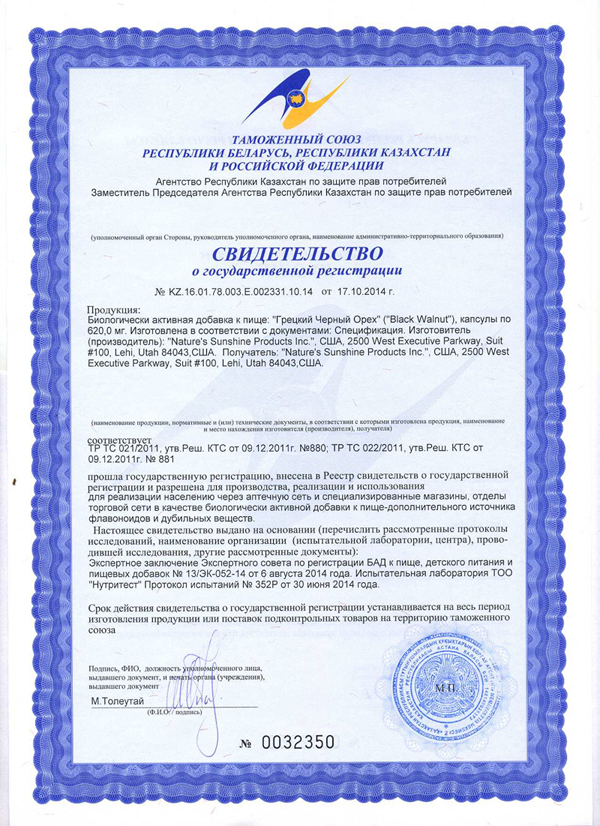 ТАМОЖЕННЫЙ СОЮЗ
РЕСПУБЛИКИ БЕЛАРУСЬ, РЕСПУБЛИКИ КАЗАХСТАН
И РОССИЙСКОЙ ФЕДЕРАЦИИ
Агентство Республики Казахстан по защите прав потребителей
Заместитель Председателя Агентства Республики Казахстан по защите прав потребителей
(уполномоченный орган Стороны, руководитель уполномоченного органа, наименование административно-территориального образования)
СВИДЕТЕЛЬСТВО
о государственной регистрации
№ KZ.16.01.78.003.E.002331.10.14 от 17.10.2014 г.
Продукция:
Биологически активная добавка к пище: "Грецкий Черный Орех" ("Black Walnut"), капсулы по
620,0 мг. Изготовлена в соответствии с документами: Спецификация. Изготовитель
(производитель): "Nature's Sunshine Products Inc.", США, 2500 West Executive Parkway, Suit
#100, Lehi, Utah 84043,США. Получатель: "Nature's Sunshine Products Inc.", США, 2500 West
Executive Parkway, Suit #100, Lehi, Utah 84043,США.
(наименование продукции, нормативные и (или) технические документы, в соответствии с которыми изготовлена продукция, наименование
и место нахождения изготовителя (производителя), получателя)
соответствует
ТР ТС 021/2011, утв.Реш. КТС от 09.12.2011г. №880; ТР ТС 022/2011, утв.Реш. КТС от
09.12.2011г. № 881
прошла государственную регистрацию, внесена в Реестр свидетельств о государственной
регистрации и разрешена для производства, реализации и использования
для реализации населению через аптечную сеть и специализированные магазины, отделы
торговой сети в качестве биологически активной добавки к пище-дополнительного источника
флавоноидов и дубильных веществ.
Настоящее свидетельство выдано на основании (перечислить рассмотренные протоколы
исследований, наименование организации (испытательной лаборатории, центра), прово-
дившей исследования, другие рассмотренные документы):
Экспертное заключение Экспертного совета по регистрации БАД к пище, детского питания и
пищевых добавок № 13/ЭК-052-14 от 6 августа 2014 года. Испытательная лаборатория ТОО
"Нутритест" Протокол испытаний № 352Р от 30 июня 2014 года.
Срок действия свидетельства о государственной регистрации устанавливается на весь период
изготовления продукции или поставок подконтрольных товаров на территорию таможенного
союза
Подпись, ФИО, должность уполномоченного лица,
выдавшего документ, и печать органа (учреждения),
выдавшего документ
М.Толеутай
(Ф.И.О./ подпись)
М.П.
№ 0032350